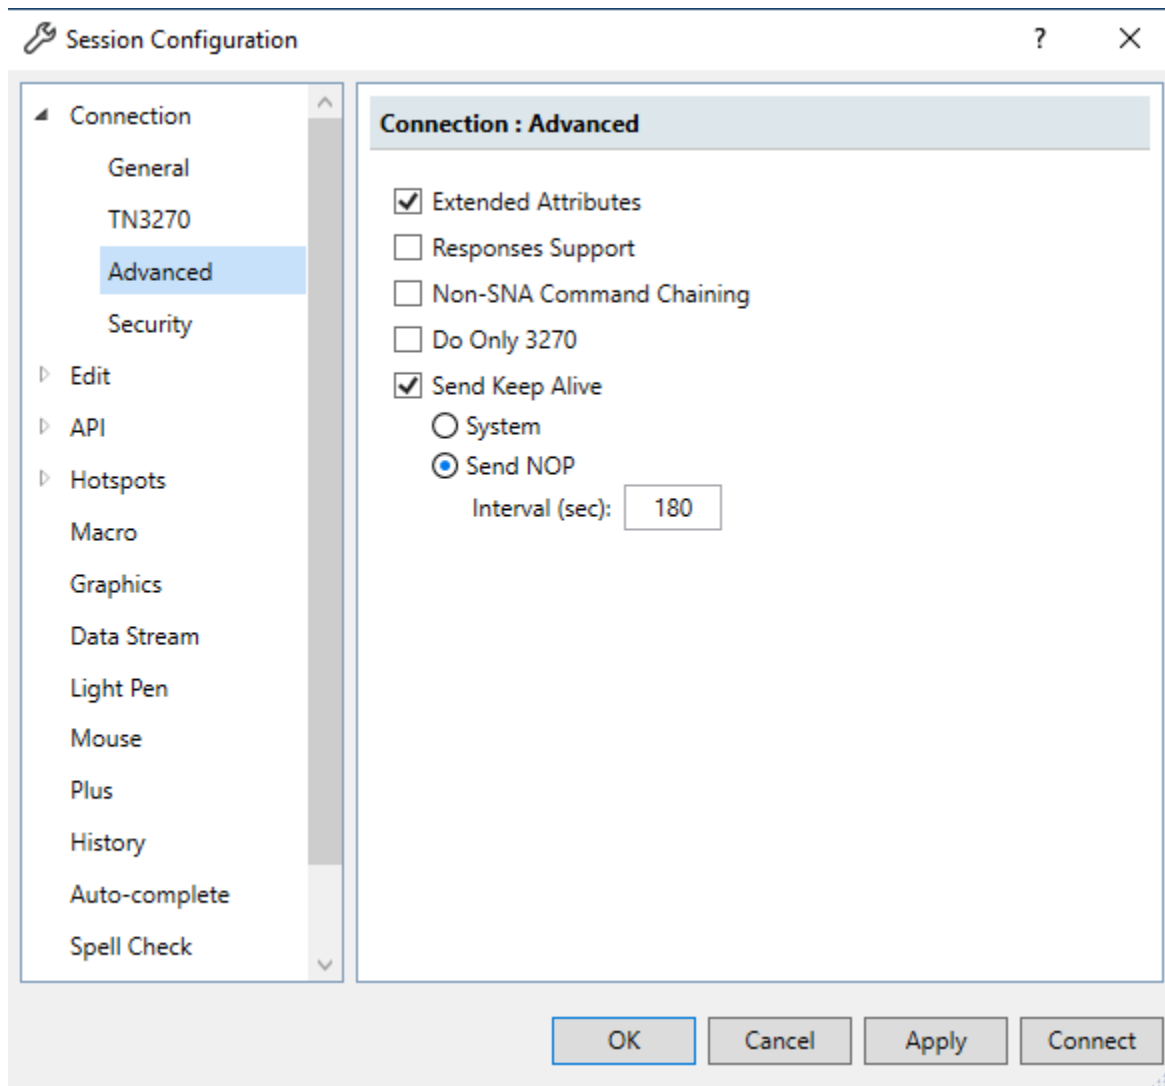 Session Configuration
?
Connection
General
TN3270
Advanced
Security
Edit
API
Hotspots
Macro
Graphics
Data Stream
Light Pen
Mouse
Plus
History
Auto-complete
Spell Check
Connection : Advanced
Extended Attributes
Responses Support
Non-SNA Command Chaining
Do Only 3270
Send Keep Alive
System
Send NOP
Interval (sec): 180
OK Cancel Apply Connect